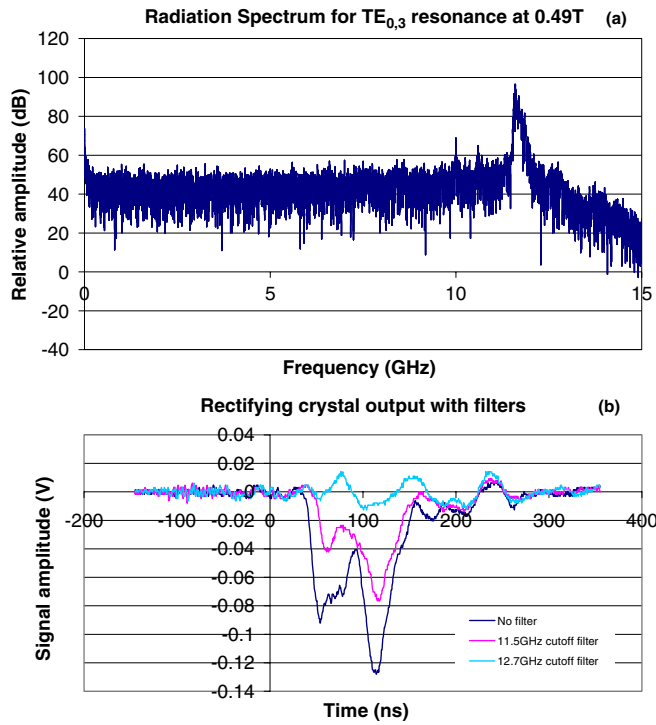 Radiation Spectrum for TE0,3 resonance at 0.49T (a)
120
100
80
60
40
20
0
-20
-40
0 5 10 15
Relative amplitude (dB)
Frequency (GHz)
Rectifying crystal output with filters (b)
0.04
0.02
0
-0.02
-0.04
-0.06
-0.08
-0.1
-0.12
-0.14
-200 -100 0 100 200 300 400
Signal amplitude (V)
No filter
11.5GHz cutoff filter
12.7GHz cutoff filter
Time (ns)